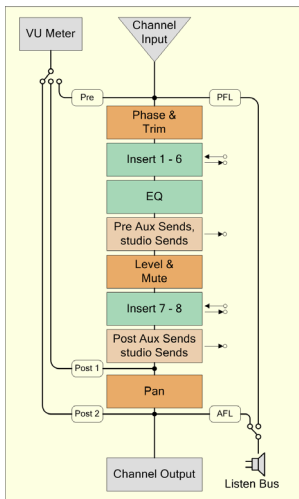 VU Meter
Channel
Input
Pre
PFL
Phase &
Trim
Insert 1 - 6
EQ
Pre Aux Sends,
studio Sends
Level &
Mute
Insert 7 - 8
Post Aux Sends
studio Sends
Post 1
Pan
Post 2
AFL
Channel Output
Listen Bus